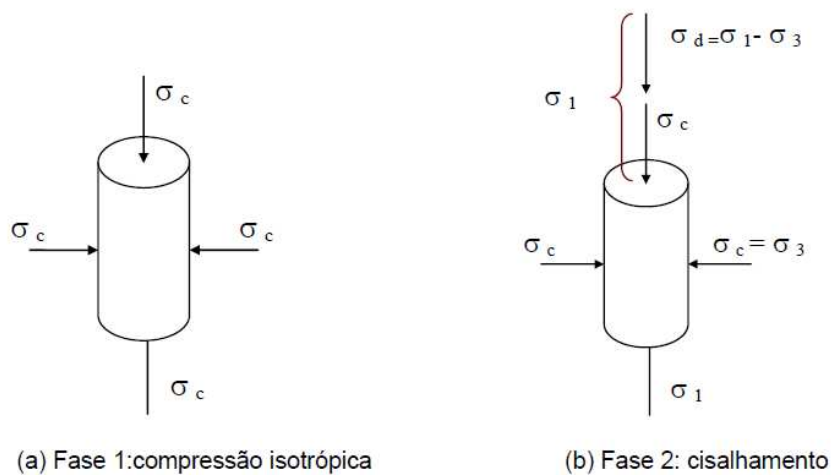 σ c
σ c
σ c
σ c
(a) Fase 1:compressão isotrópica
σ d=σ 1- σ 3
σ 1
σ c
σ c
σ c = σ 3
σ 1
(b) Fase 2: cisalhamento